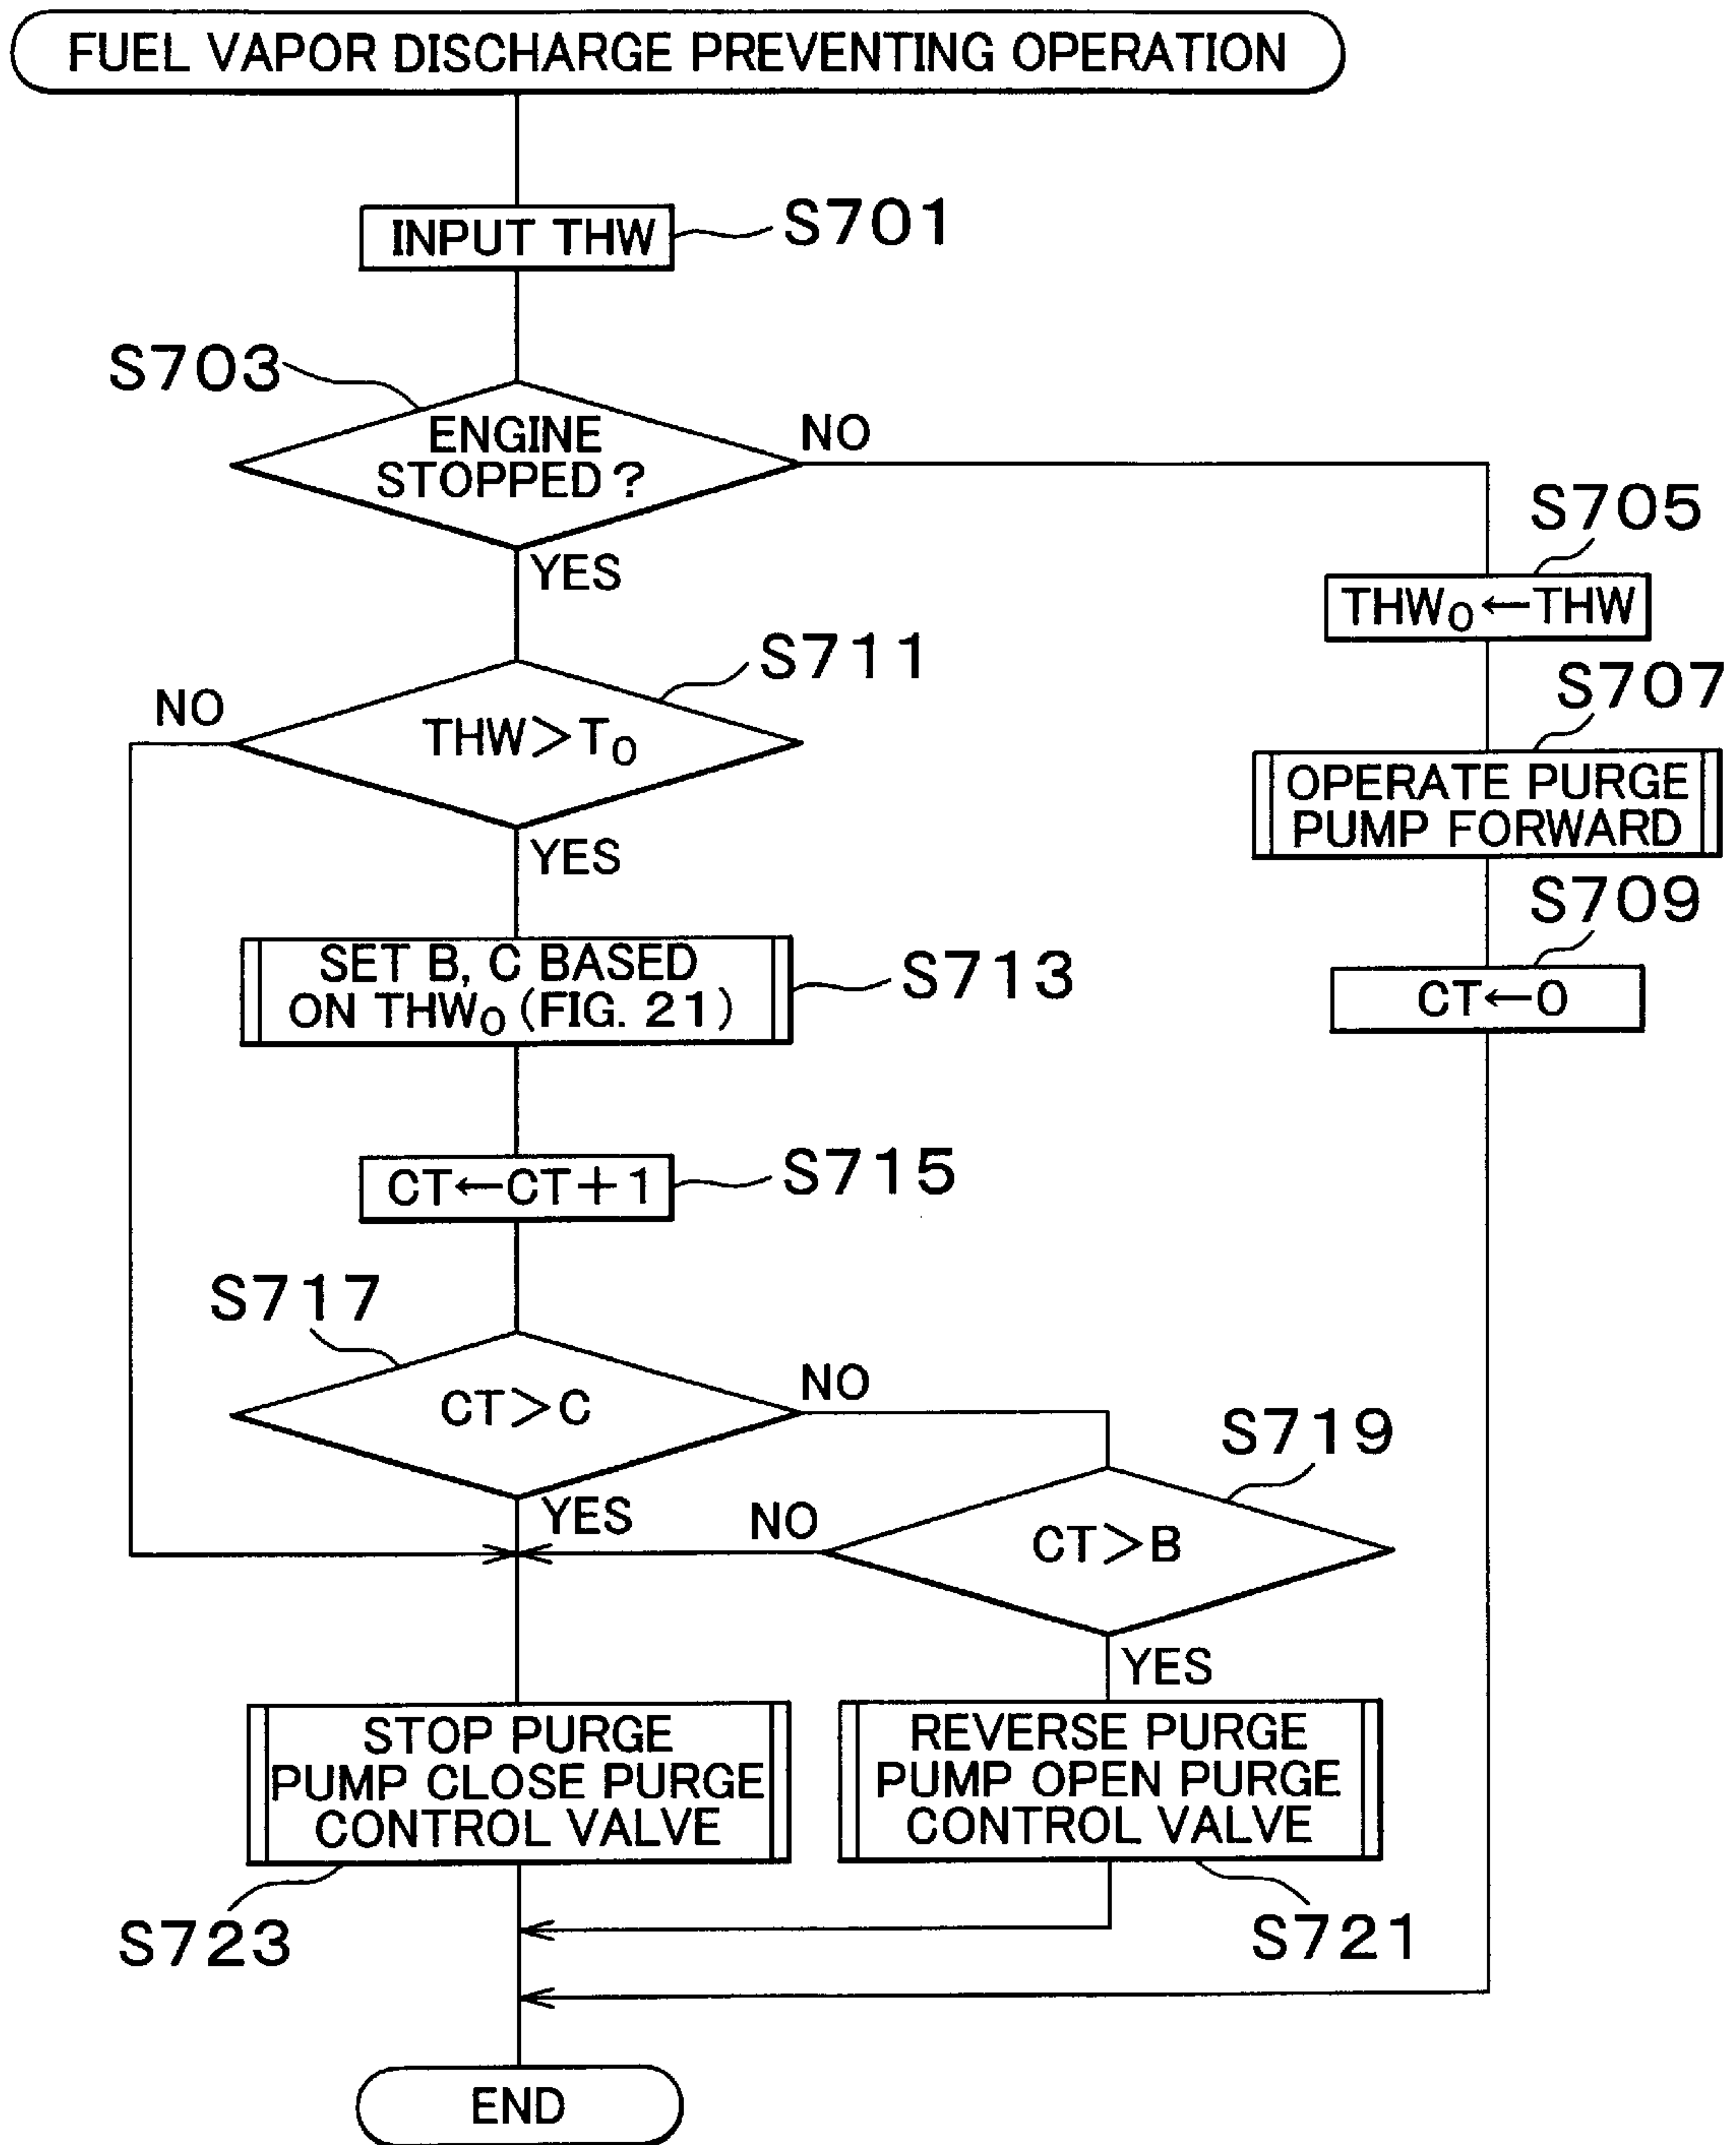 FUEL VAPOR DISCHARGE PREVENTING OPERATION
INPUT THW
S701
S703
ENGINE
STOPPED?
NO
YES
S705
THW₀←THW
S707
OPERATE PURGE
PUMP FORWARD
S709
CT←0
S711
NO
THW>T₀
YES
SET B, C BASED
ON THW₀ (FIG. 21)
S713
CT←CT+1
S715
S717
CT>C
NO
YES
S719
NO
CT>B
YES
STOP PURGE
PUMP CLOSE PURGE
CONTROL VALVE
S723
REVERSE PURGE
PUMP OPEN PURGE
CONTROL VALVE
S721
END